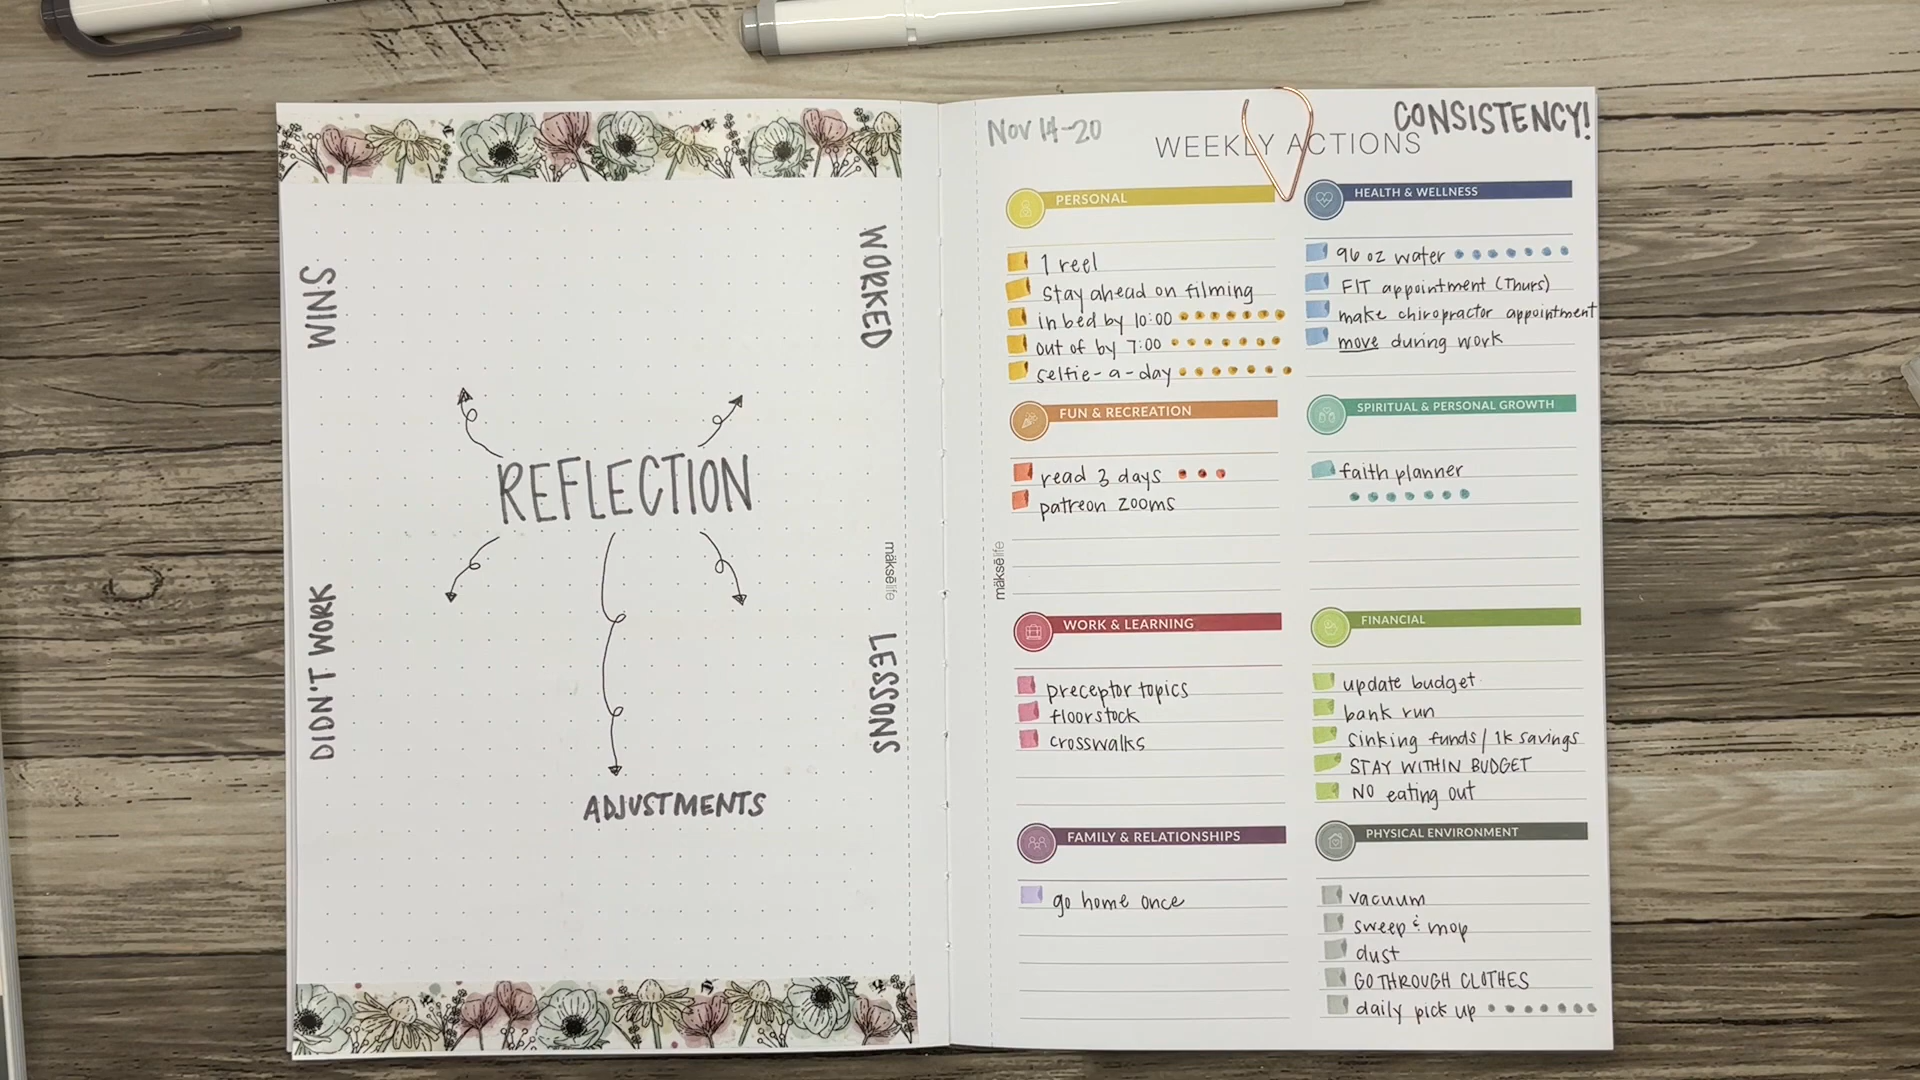 WINS
WORKED
REFLECTION
DIDN'T WORK
LESSONS
ADJUSTMENTS
mäksēlife
Nov 14-20
CONSISTENCY!
WEEKLY ACTIONS
PERSONAL
1 reel
stay ahead on filming
in bed by 10:00
out of by 7:00
selfie-a-day
HEALTH & WELLNESS
96 oz water
FIT appointment (Thurs)
make chiropractor appointment
move during work
FUN & RECREATION
read 3 days
patreon zooms
SPIRITUAL & PERSONAL GROWTH
faith planner
mäksēlife
WORK & LEARNING
preceptor topics
floorstock
crosswalks
FINANCIAL
update budget
bank run
sinking funds / 1k savings
STAY WITHIN BUDGET
NO eating out
FAMILY & RELATIONSHIPS
go home once
PHYSICAL ENVIRONMENT
vacuum
sweep & mop
dust
GO THROUGH CLOTHES
daily pick up